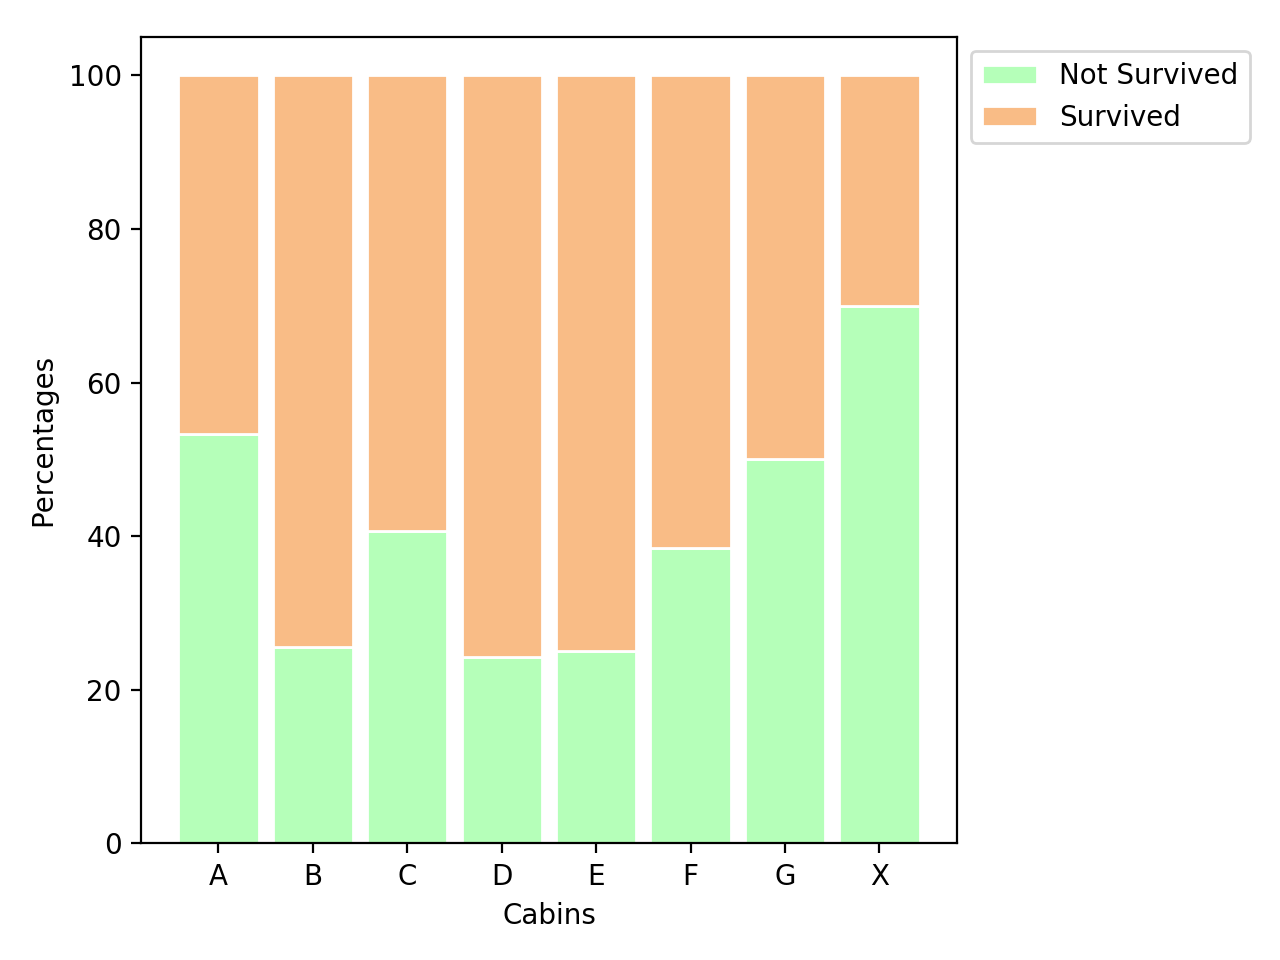 Not Survived
Survived
100
80
60
40
20
0
Percentages
A B C D E F G X
Cabins